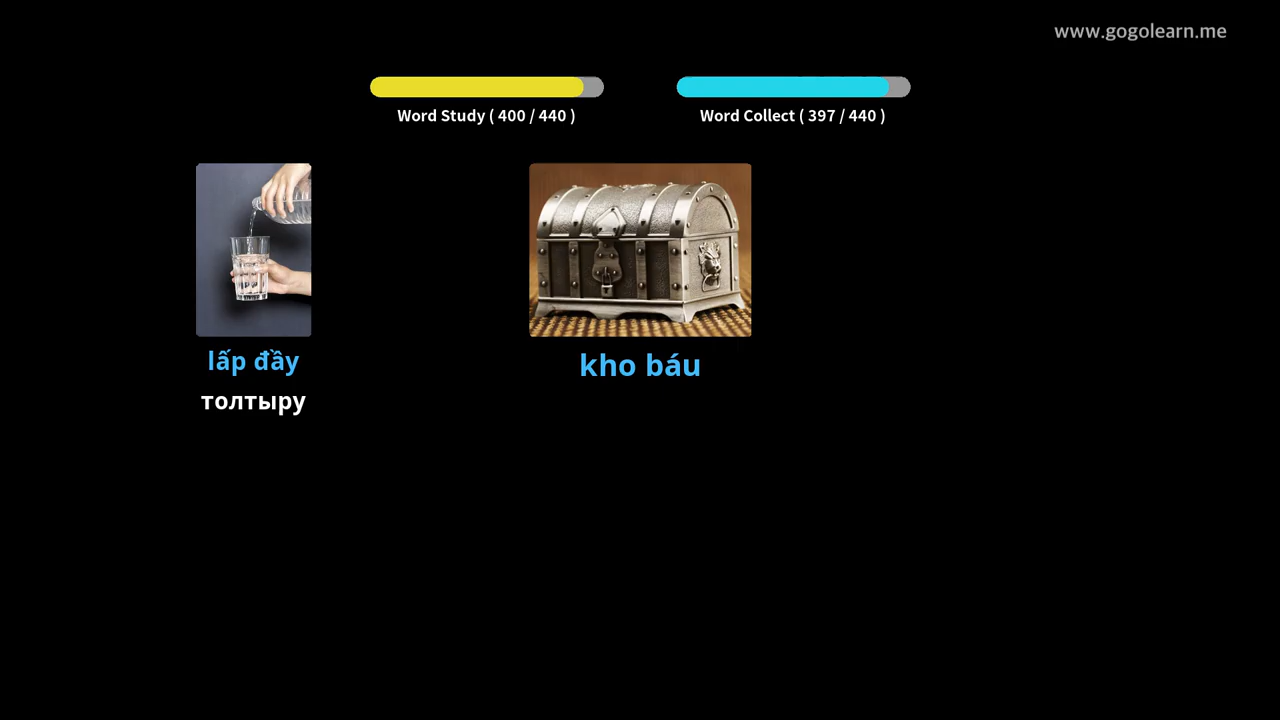 www.gogolearn.me
Word Study ( 400 / 440 )
Word Collect ( 397 / 440 )
lấp đầy
толтыру
kho báu